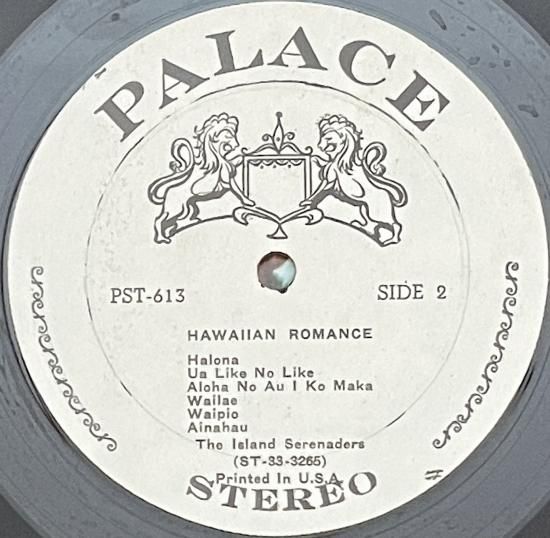 PALACE
PST-613
SIDE 2
HAWAIIAN ROMANCE
Halona
Ua Like No Like
Aloha No Au I Ko Maka
Wailae
Waipio
Ainahau
The Island Serenaders
(ST-33-3265)
Printed In U.S.A.
STEREO